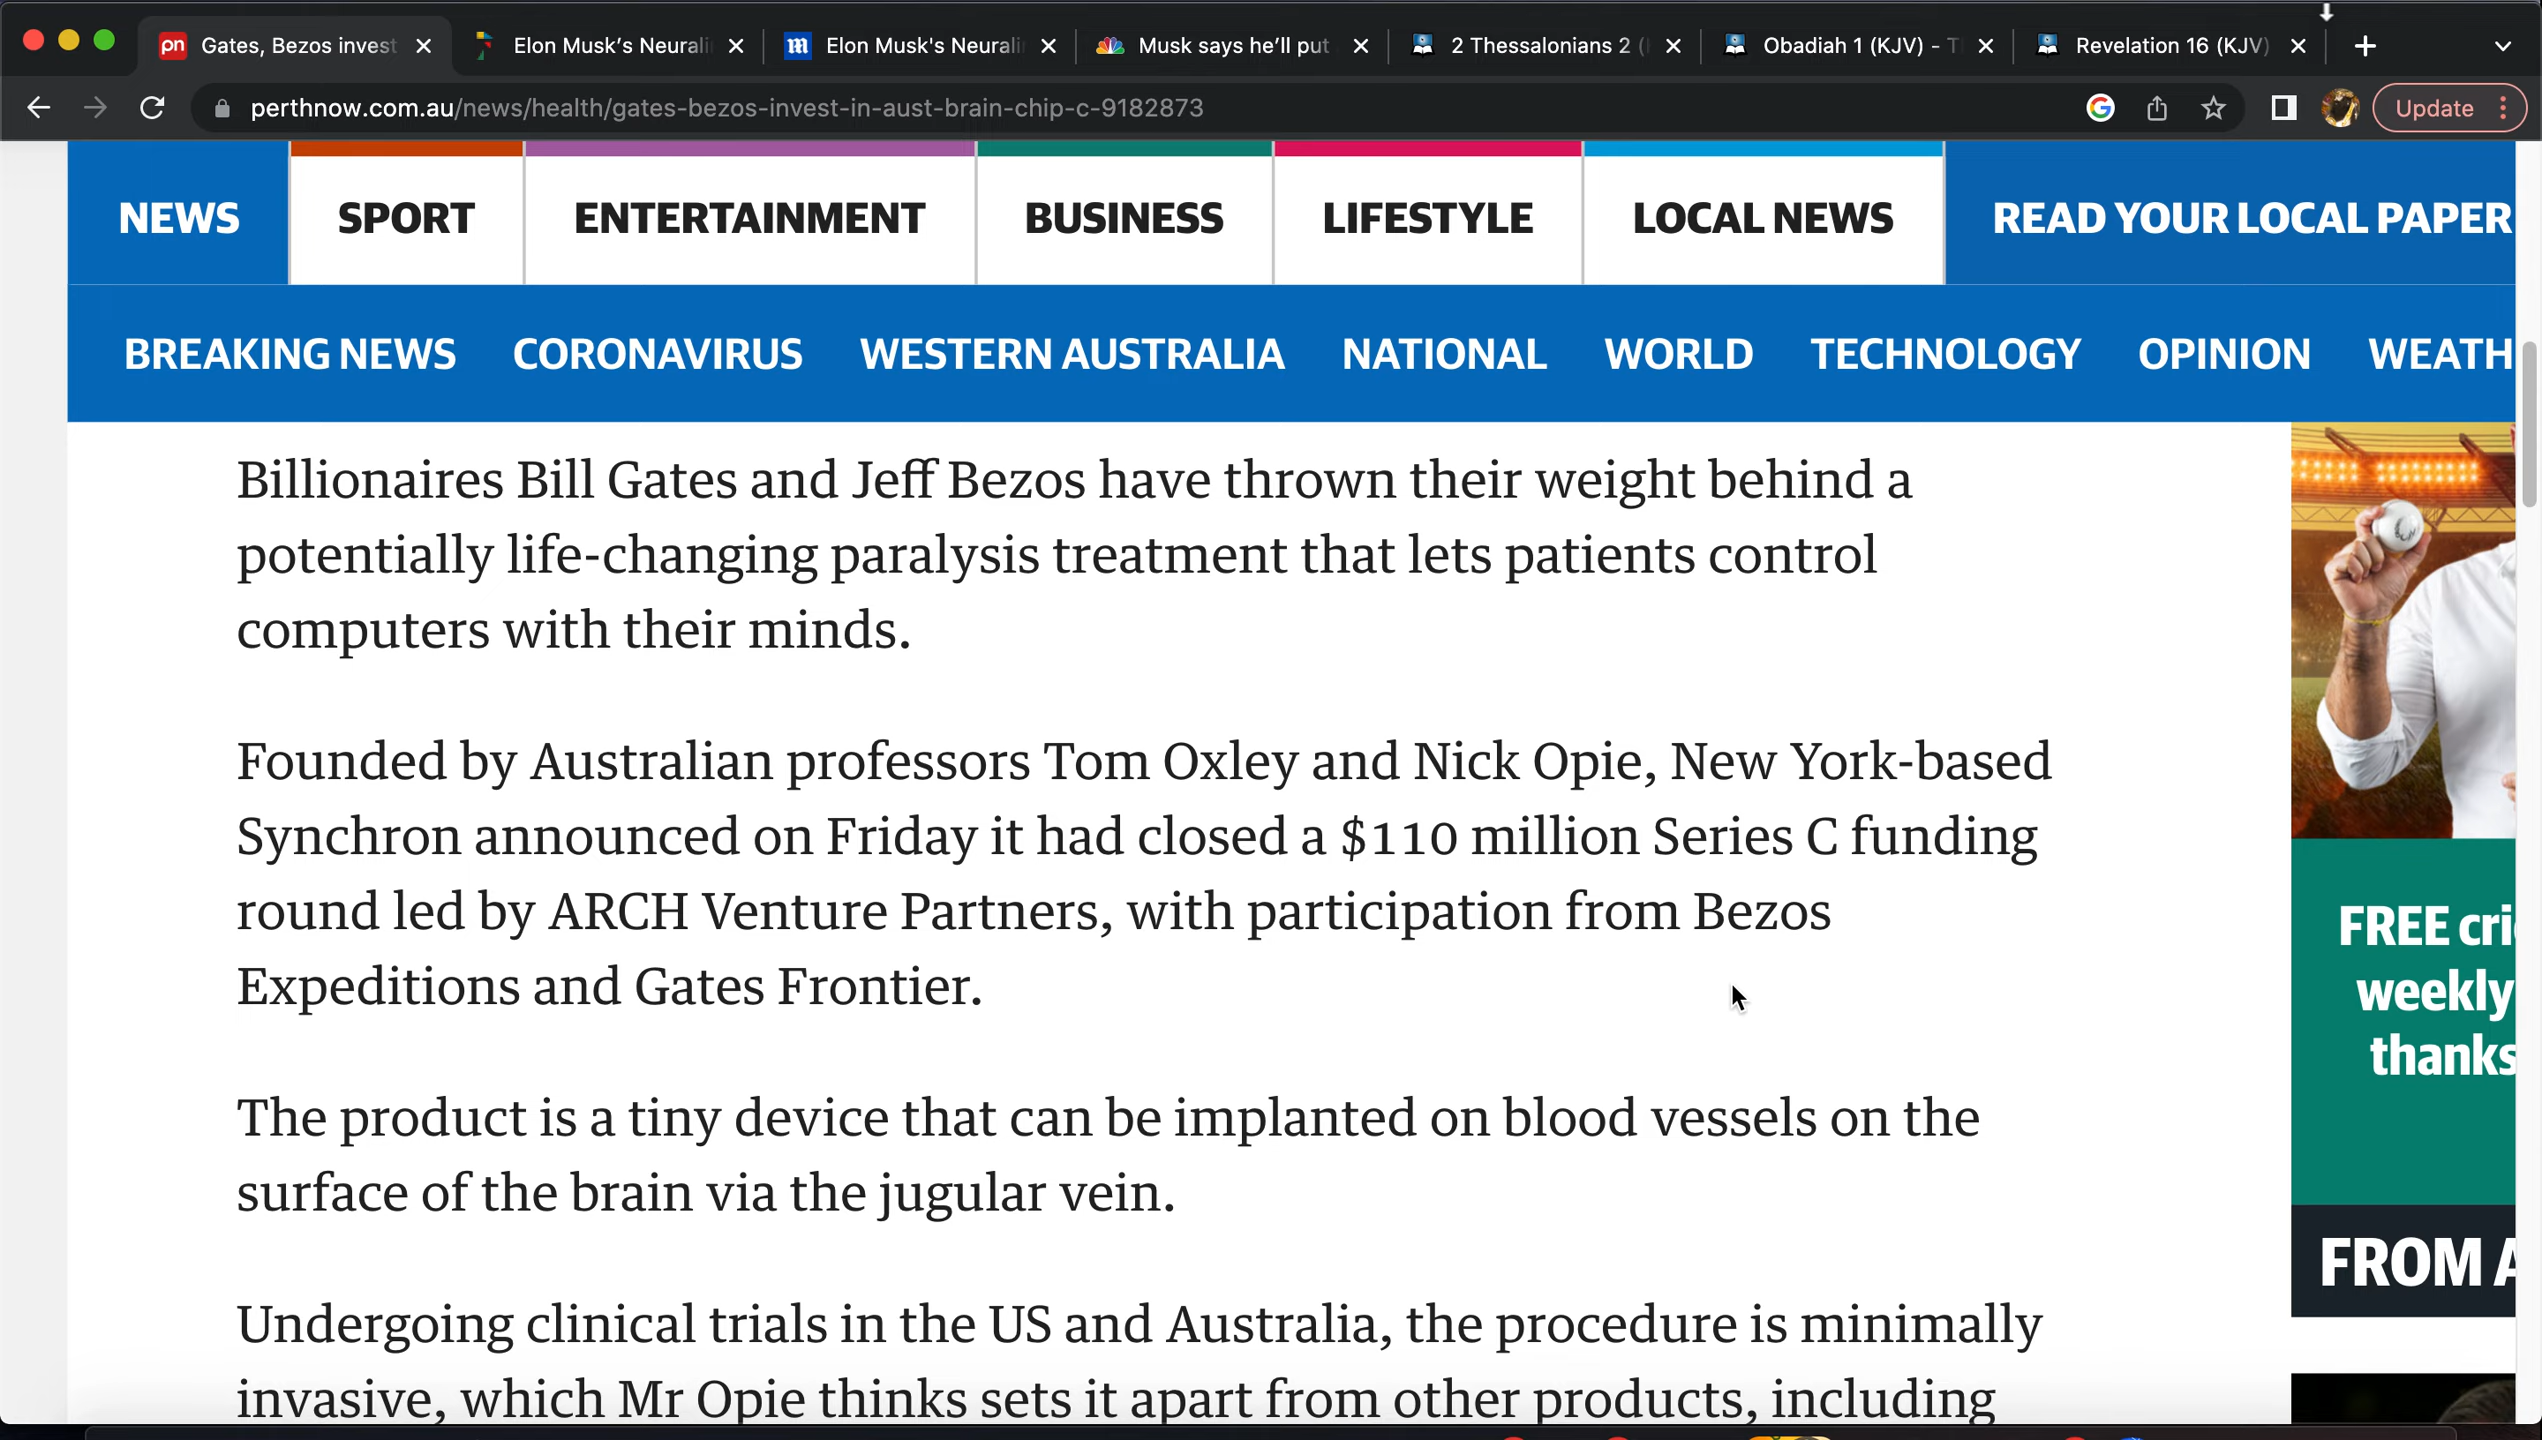 pn Gates, Bezos invest
Elon Musk's Neurali
m Elon Musk's Neurali
Musk says he'll put
2 Thessalonians 2 (
Obadiah 1 (KJV) - T
Revelation 16 (KJV)
perthnow.com.au/news/health/gates-bezos-invest-in-aust-brain-chip-c-9182873
Update
NEWS SPORT ENTERTAINMENT BUSINESS LIFESTYLE LOCAL NEWS READ YOUR LOCAL PAPER
BREAKING NEWS CORONAVIRUS WESTERN AUSTRALIA NATIONAL WORLD TECHNOLOGY OPINION WEATH
Billionaires Bill Gates and Jeff Bezos have thrown their weight behind a
potentially life-changing paralysis treatment that lets patients control
computers with their minds.
Founded by Australian professors Tom Oxley and Nick Opie, New York-based
Synchron announced on Friday it had closed a $110 million Series C funding
round led by ARCH Venture Partners, with participation from Bezos
Expeditions and Gates Frontier.
The product is a tiny device that can be implanted on blood vessels on the
surface of the brain via the jugular vein.
Undergoing clinical trials in the US and Australia, the procedure is minimally
invasive, which Mr Opie thinks sets it apart from other products, including
FREE cri
weekly
thanks
FROM A